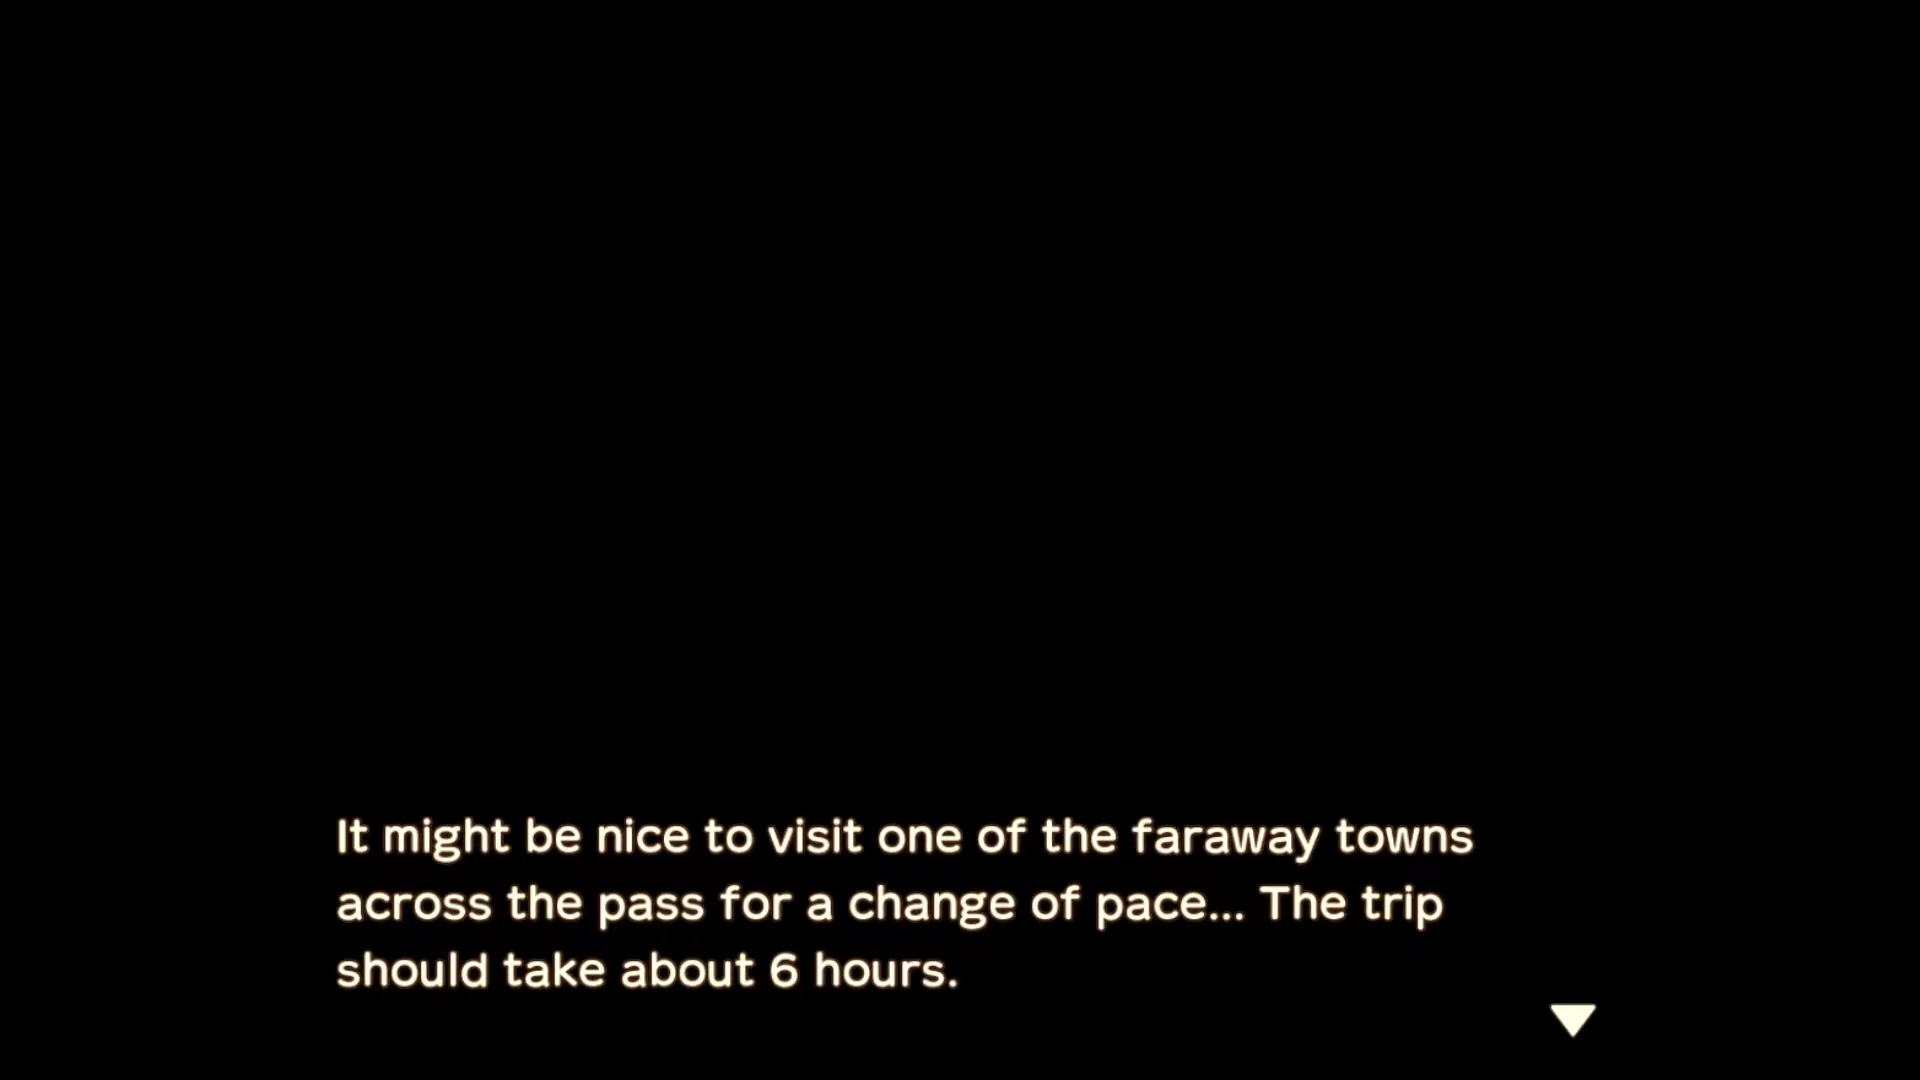 It might be nice to visit one of the faraway towns
across the pass for a change of pace... The trip
should take about 6 hours.